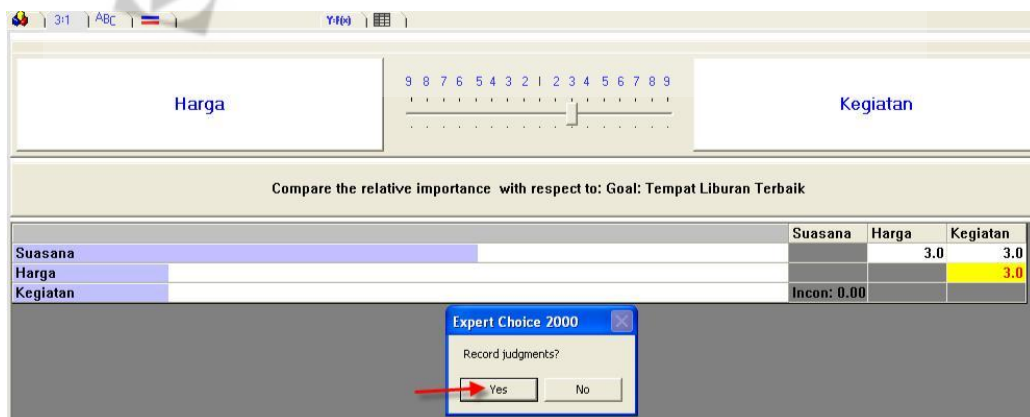 3:1 ABC Y:F(x)
Harga
9 8 7 6 5 4 3 2 1 2 3 4 5 6 7 8 9
Kegiatan
Compare the relative importance with respect to: Goal: Tempat Liburan Terbaik
Suasana Harga Kegiatan
Suasana 3.0 3.0
Harga 3.0
Kegiatan Incon: 0.00
Expert Choice 2000
Record judgments?
Yes No